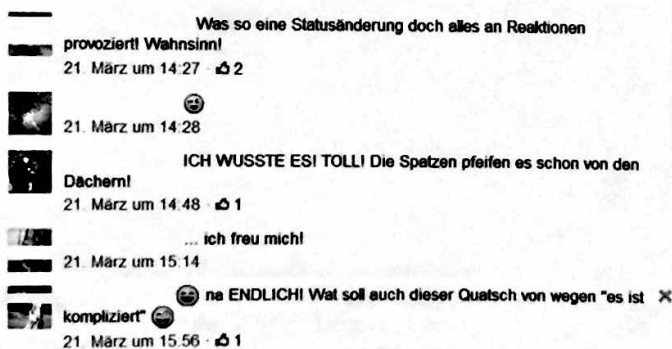 Was so eine Statusänderung doch alles an Reaktionen
provoziert! Wahnsinn!
21. März um 14:27 · 2
😉
21. März um 14:28
ICH WUSSTE ES! TOLL! Die Spatzen pfeifen es schon von den
Dächern!
21. März um 14:48 · 1
... ich freu mich!
21. März um 15:14
😄 na ENDLICH! Wat soll auch dieser Quatsch von wegen "es ist
kompliziert" 😄
21. März um 15:56 · 1